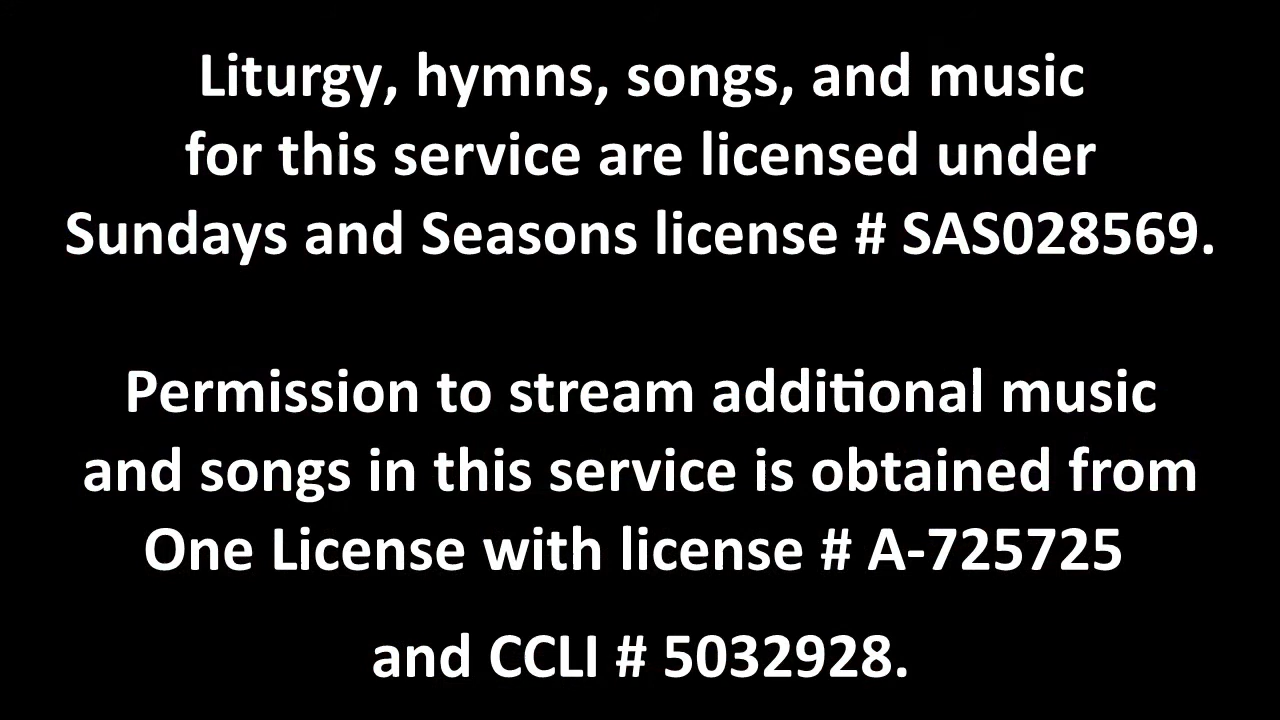 Liturgy, hymns, songs, and music
for this service are licensed under
Sundays and Seasons license # SAS028569.
Permission to stream additional music
and songs in this service is obtained from
One License with license # A-725725
and CCLI # 5032928.